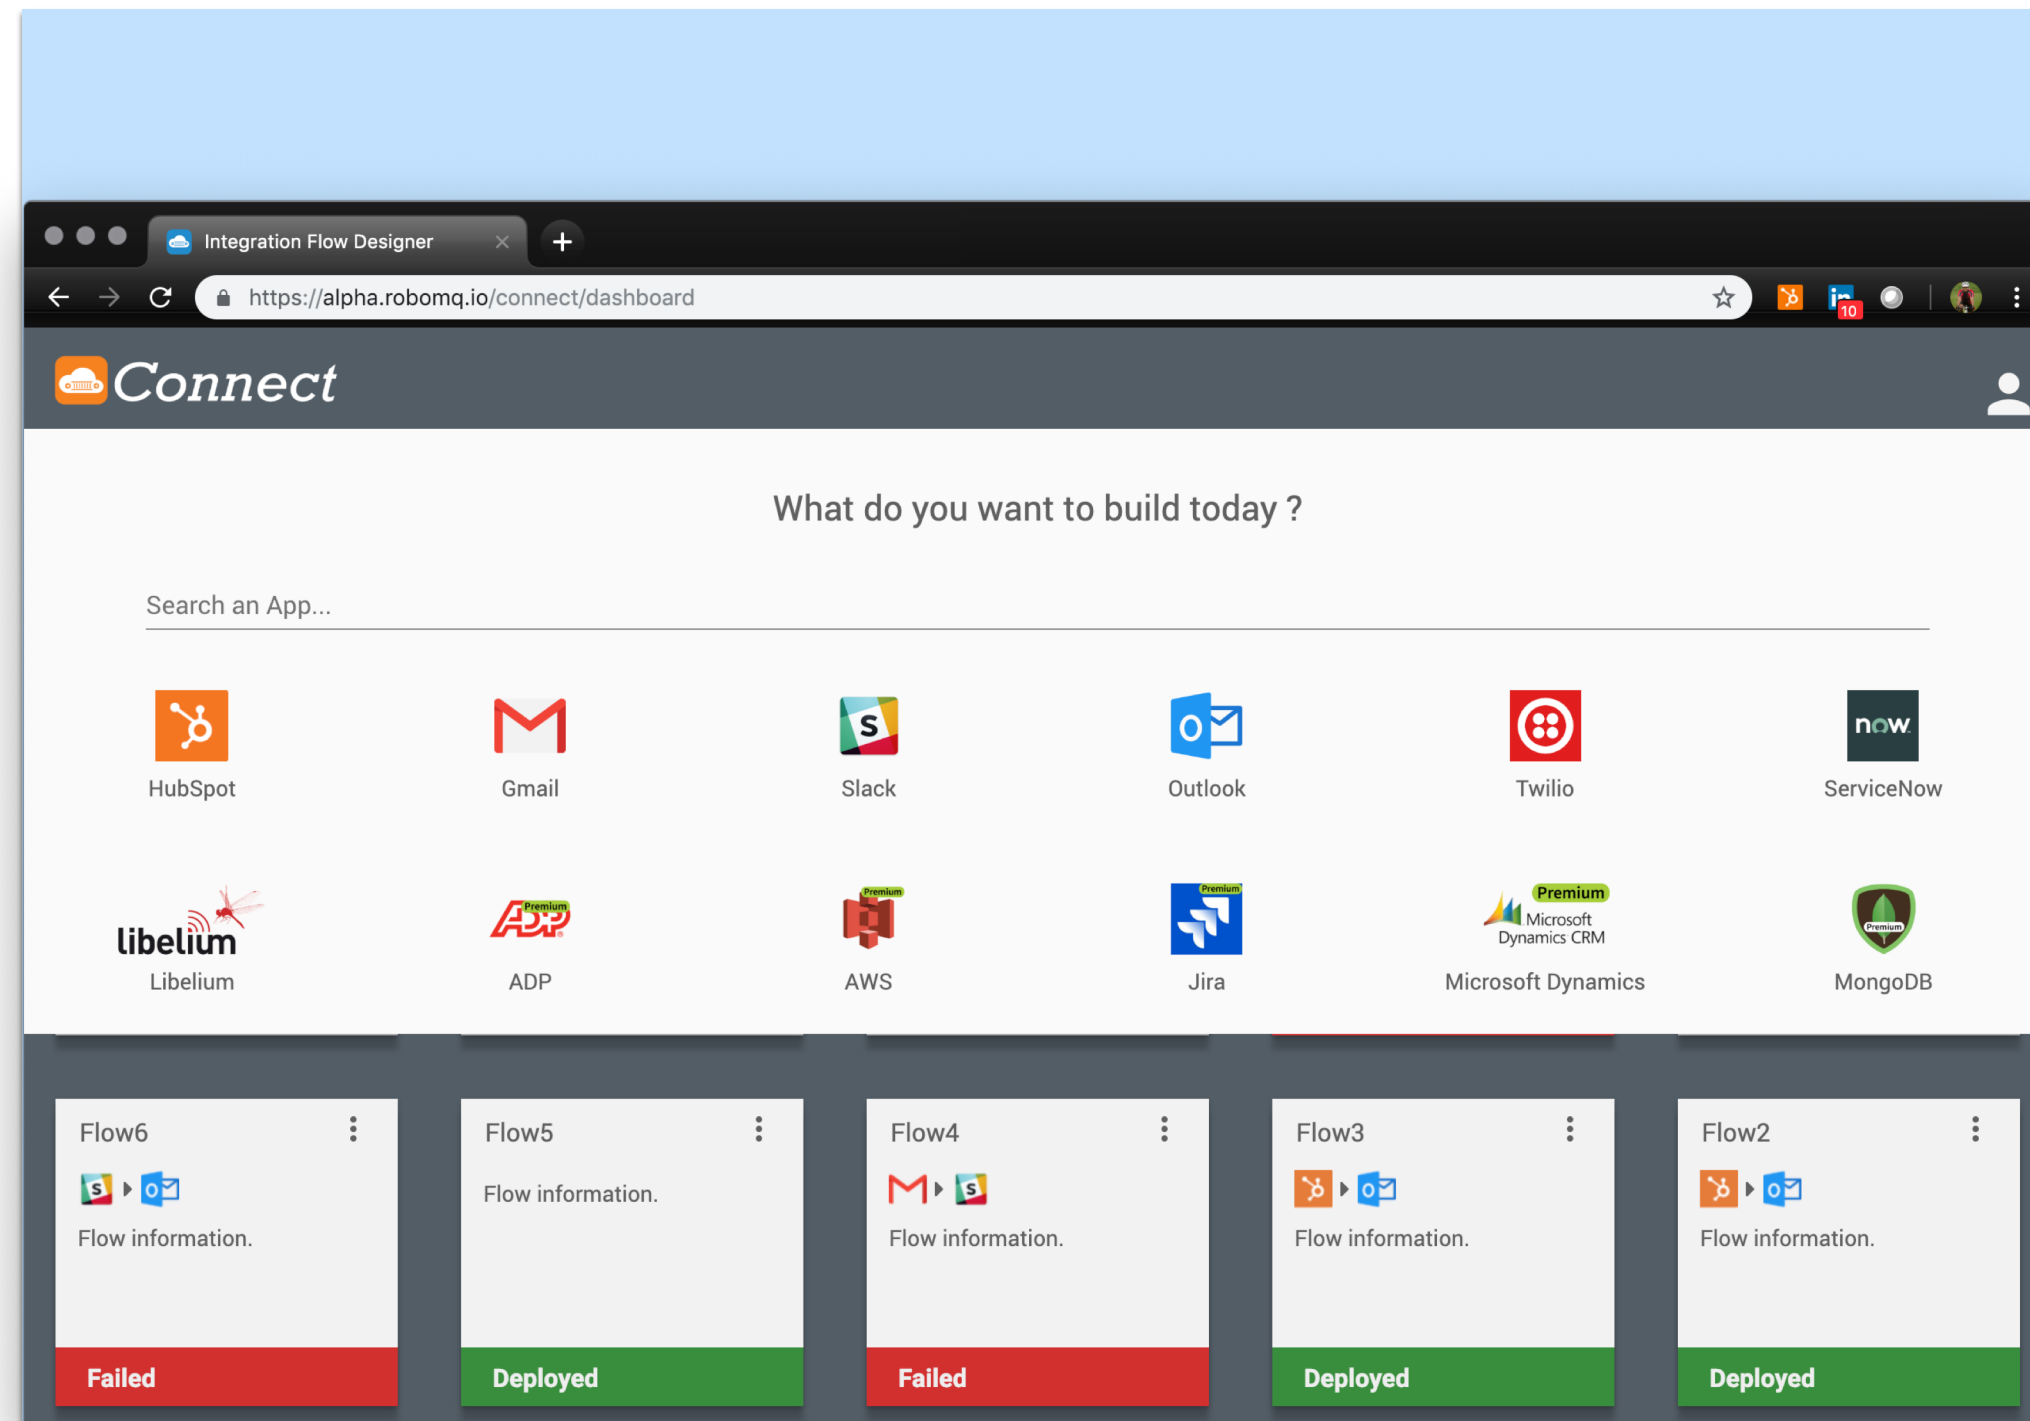 Integration Flow Designer
https://alpha.robomq.io/connect/dashboard
in
10
Connect
What do you want to build today ?
Search an App...
S
O
now
HubSpot Gmail Slack Outlook Twilio ServiceNow
Premium Premium Premium Premium Premium
libelium ADP Microsoft Dynamics CRM
Libelium ADP AWS Jira Microsoft Dynamics MongoDB
Flow6 Flow5 Flow4 Flow3 Flow2
S O S O O
Flow information. Flow information. Flow information. Flow information. Flow information.
Failed Deployed Failed Deployed Deployed